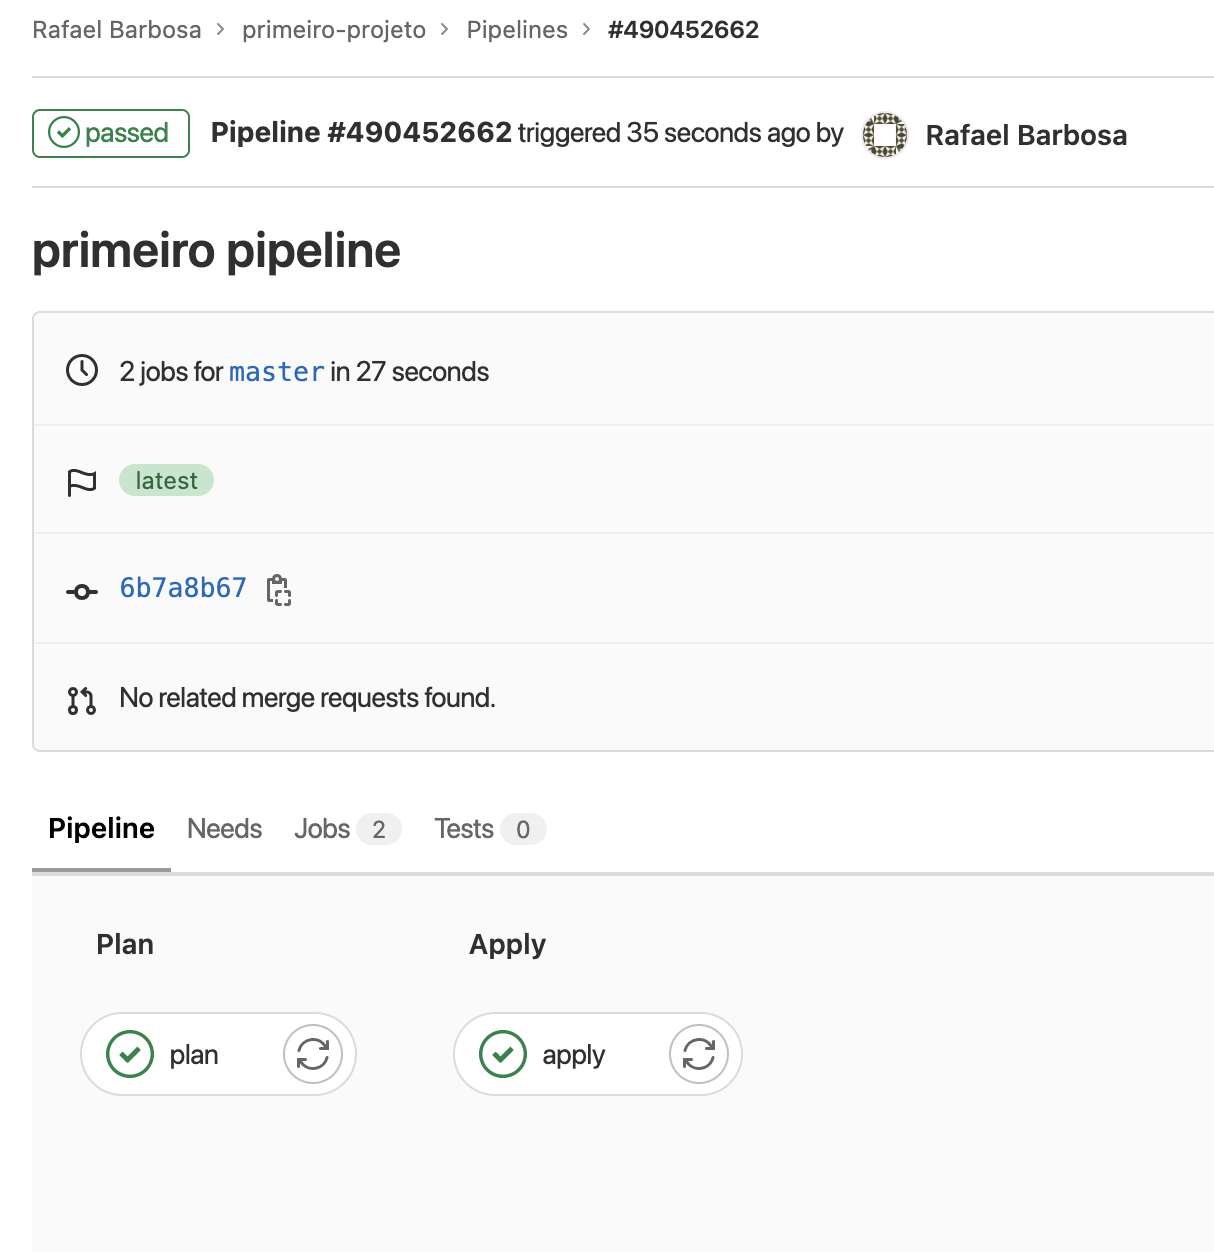 Rafael Barbosa > primeiro-projeto > Pipelines > #490452662
passed Pipeline #490452662 triggered 35 seconds ago by Rafael Barbosa
primeiro pipeline
2 jobs for master in 27 seconds
latest
6b7a8b67
No related merge requests found.
Pipeline Needs Jobs 2 Tests 0
Plan Apply
plan apply